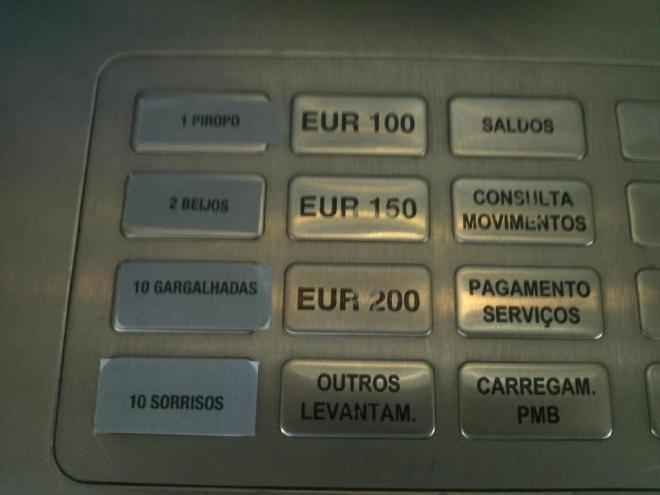 1 PIROPO
EUR 100
SALDOS
2 BEIJOS
EUR 150
CONSULTA
MOVIMENTOS
10 GARGALHADAS
EUR 200
PAGAMENTO
SERVIÇOS
10 SORRISOS
OUTROS
LEVANTAM.
CARREGAM.
PMB